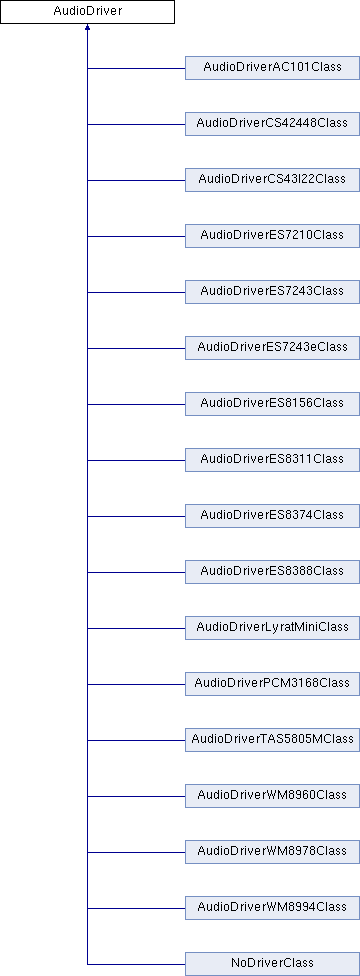 AudioDriver
AudioDriverAC101Class
AudioDriverCS42448Class
AudioDriverCS43l22Class
AudioDriverES7210Class
AudioDriverES7243Class
AudioDriverES7243eClass
AudioDriverES8156Class
AudioDriverES8311Class
AudioDriverES8374Class
AudioDriverES8388Class
AudioDriverLyratMiniClass
AudioDriverPCM3168Class
AudioDriverTAS5805MClass
AudioDriverWM8960Class
AudioDriverWM8978Class
AudioDriverWM8994Class
NoDriverClass